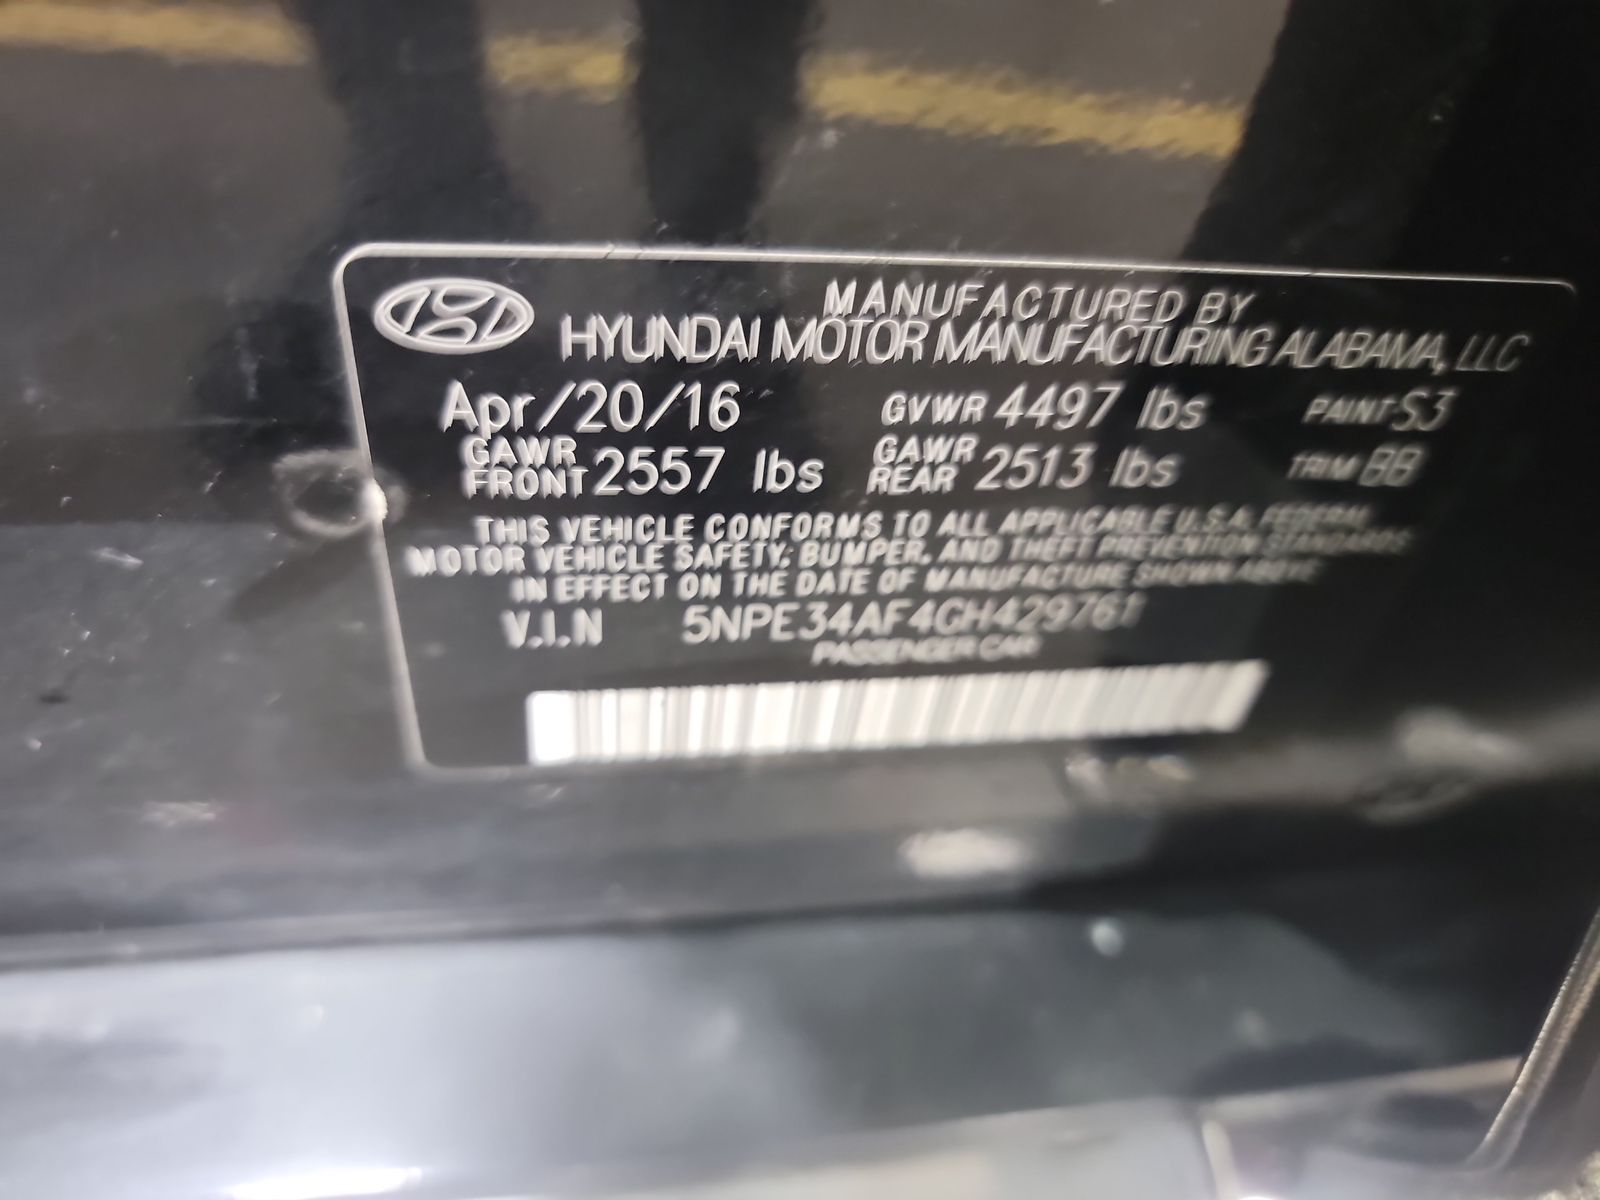 MANUFACTURED BY
HYUNDAI MOTOR MANUFACTURING ALABAMA, LLC
Apr/20/16 GVWR 4497 lbs PAINT S3
GAWR FRONT 2557 lbs GAWR REAR 2513 lbs TRIM BB
THIS VEHICLE CONFORMS TO ALL APPLICABLE U.S.A. FEDERAL
MOTOR VEHICLE SAFETY, BUMPER, AND THEFT PREVENTION STANDARDS
IN EFFECT ON THE DATE OF MANUFACTURE SHOWN ABOVE
V.I.N 5NPE34AF4GH429761
PASSENGER CAR